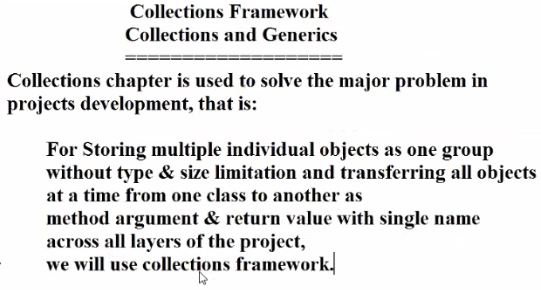 Collections Framework
Collections and Generics
====================
Collections chapter is used to solve the major problem in
projects development, that is:
For Storing multiple individual objects as one group
without type & size limitation and transferring all objects
at a time from one class to another as
method argument & return value with single name
across all layers of the project,
we will use collections framework.